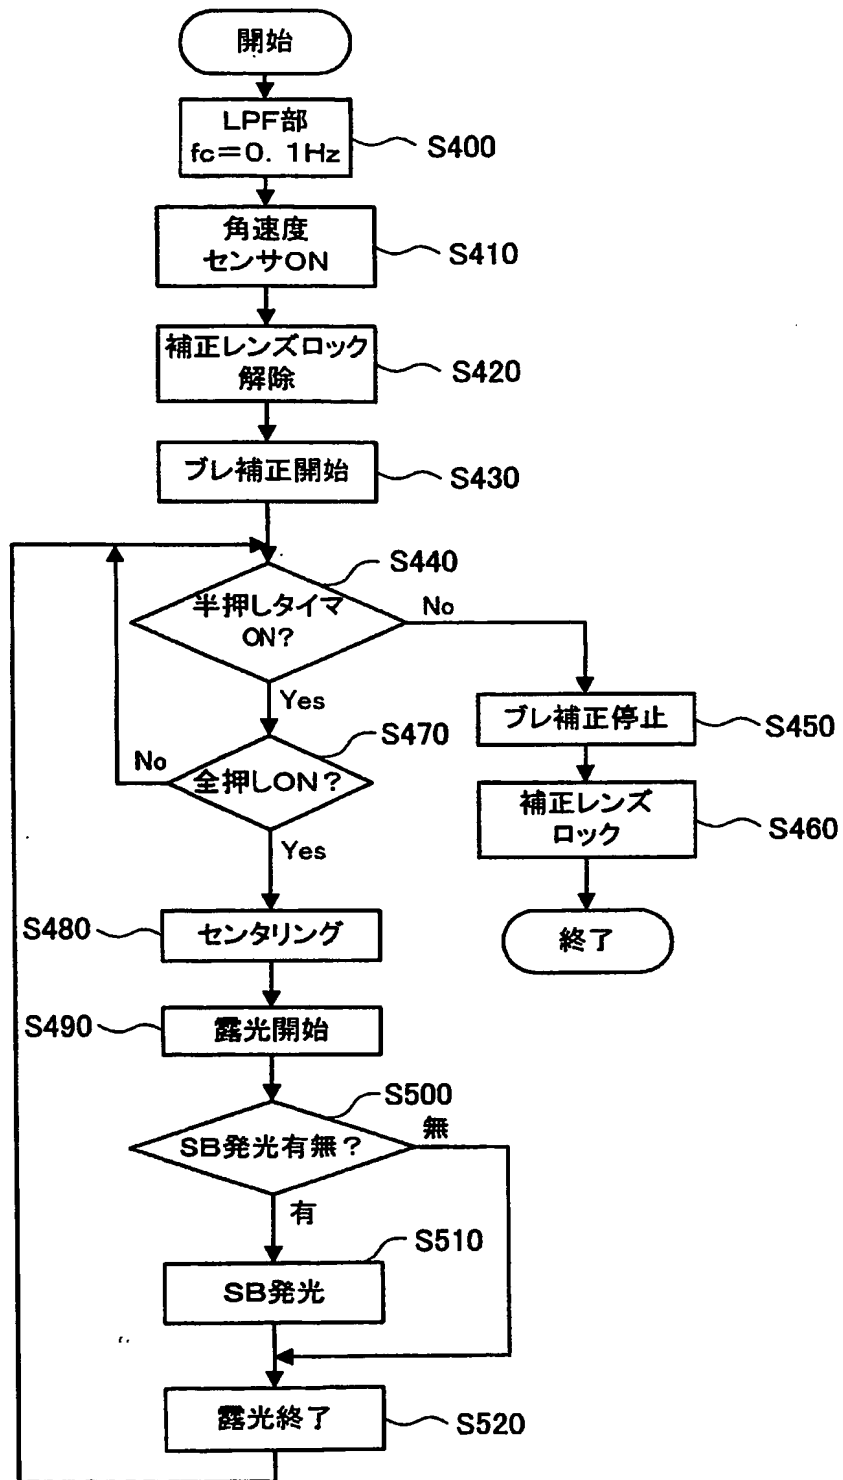 開始
LPF部
fc=0. 1Hz
S400
角速度
センサON
S410
補正レンズロック
解除
S420
ブレ補正開始
S430
S440
半押しタイマ
ON?
No
Yes
S470
全押しON?
No
Yes
ブレ補正停止
S450
補正レンズ
ロック
S460
終了
S480
センタリング
S490
露光開始
S500
SB発光有無?
無
有
S510
SB発光
露光終了
S520